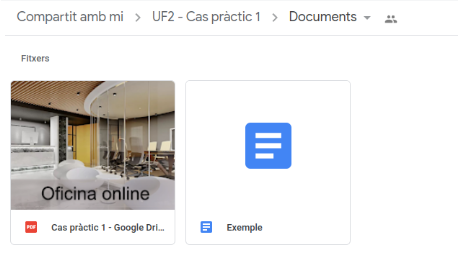 Compartit amb mi > UF2 - Cas pràctic 1 > Documents
Fitxers
Oficina online
PDF Cas pràctic 1 - Google Dri...
Exemple